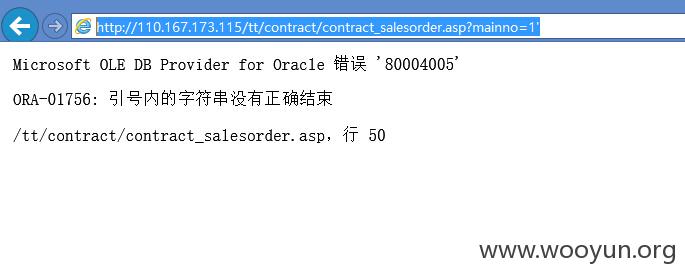 http://110.167.173.115/tt/contract/contract_salesorder.asp?mainno=1'
Microsoft OLE DB Provider for Oracle 错误 '80004005'
ORA-01756: 引号内的字符串没有正确结束
/tt/contract/contract_salesorder.asp，行 50
www.wooyun.org